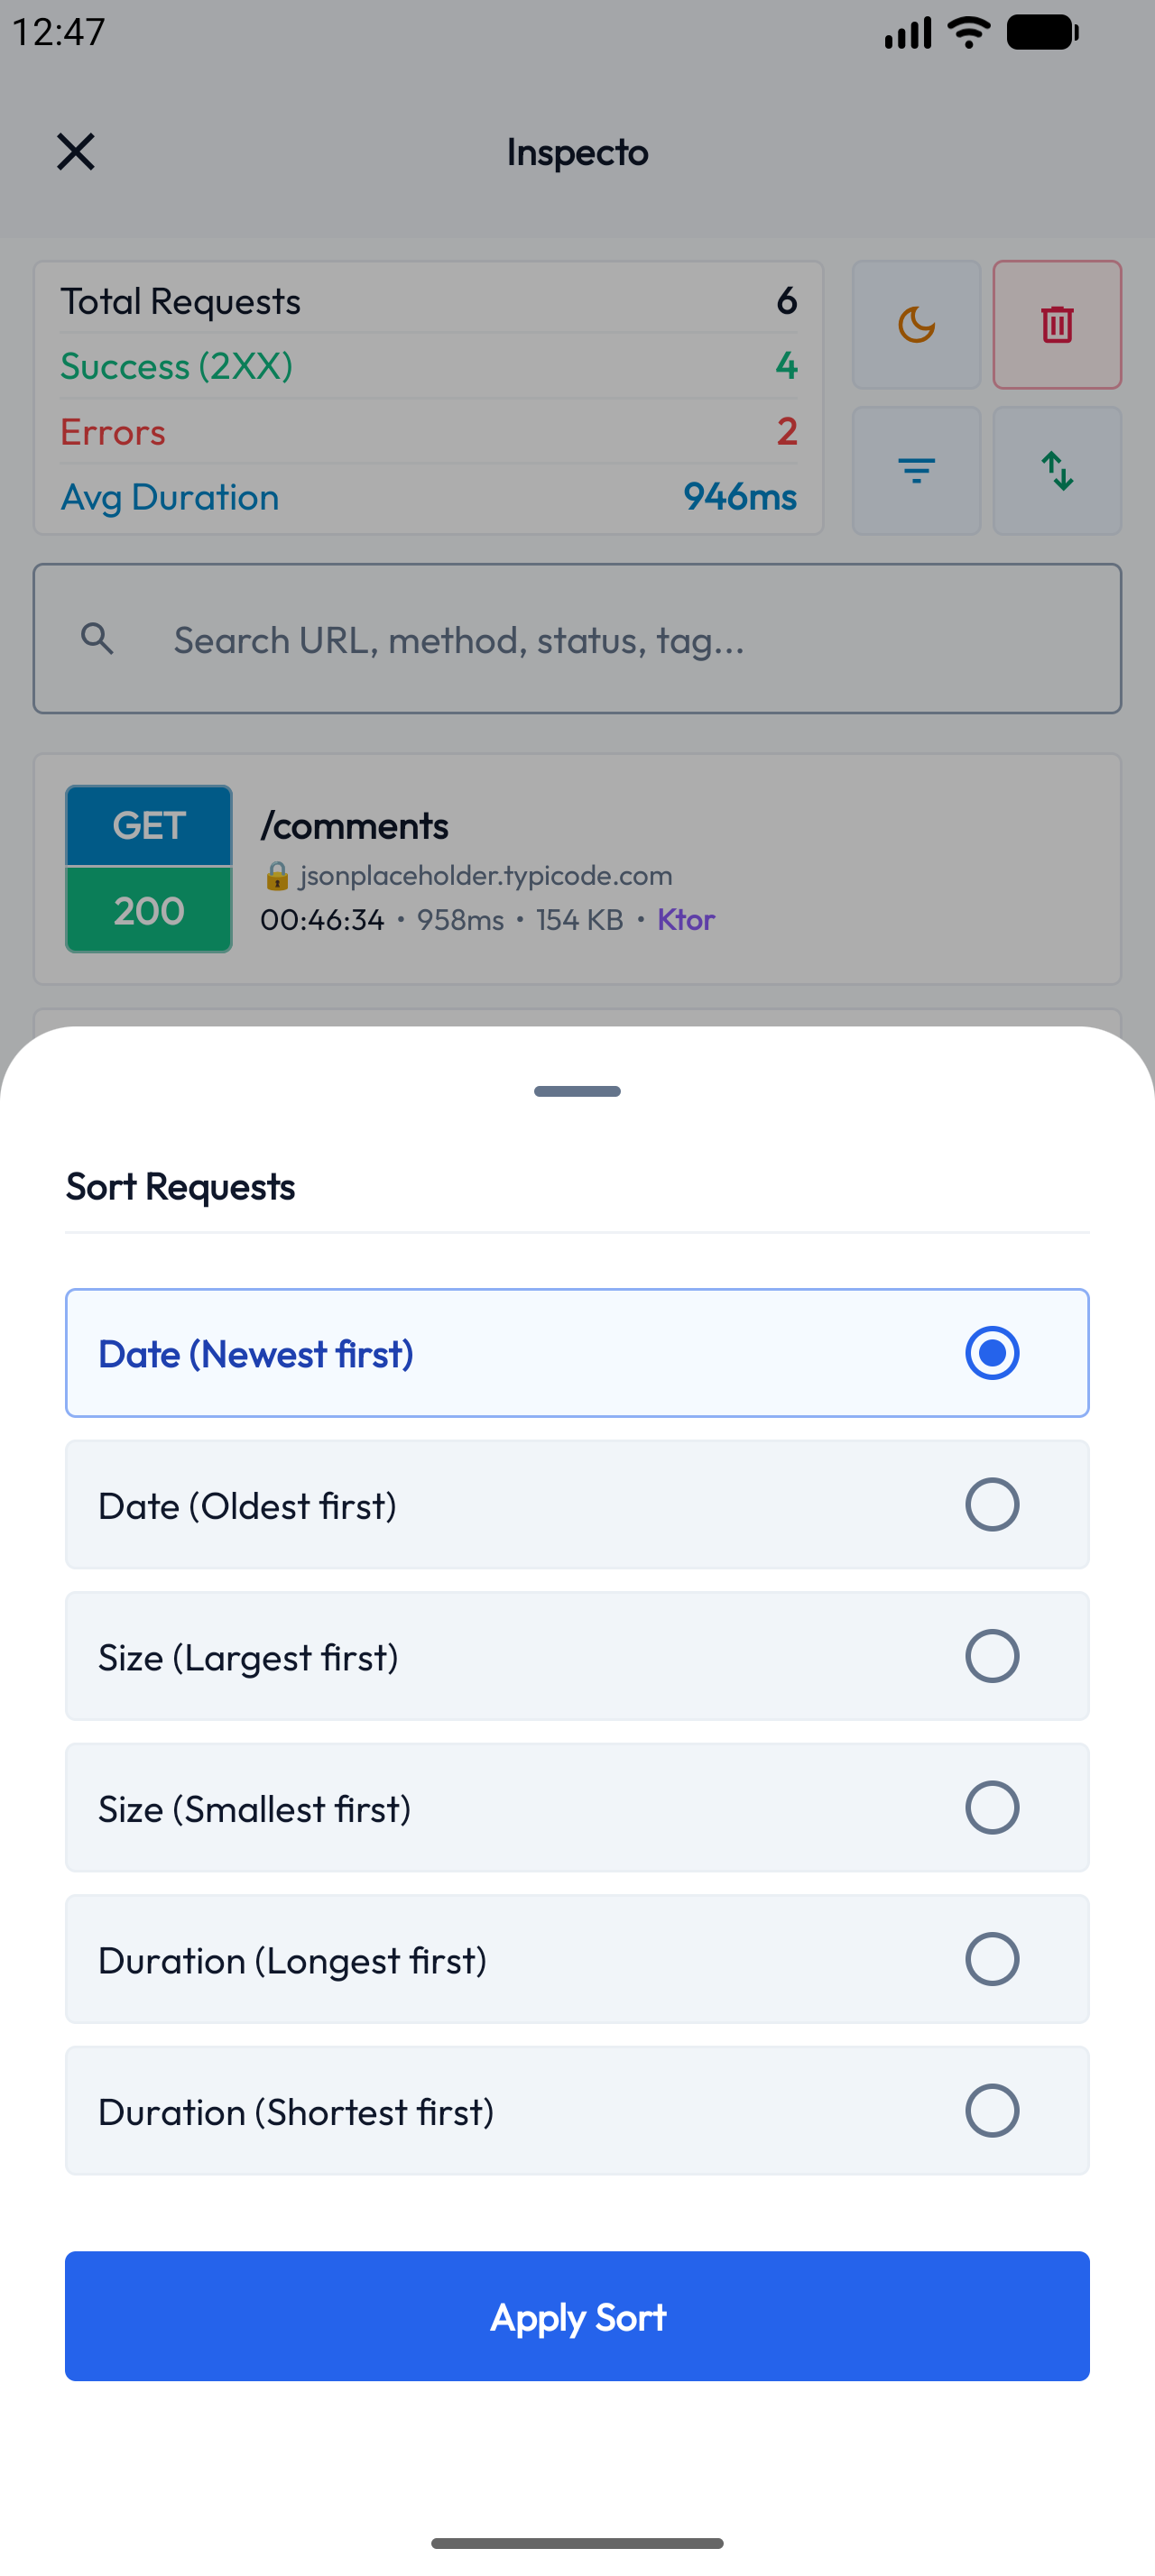 12:47
Inspecto
Total Requests 6
Success (2XX) 4
Errors 2
Avg Duration 946ms
Search URL, method, status, tag...
GET
200
/comments
jsonplaceholder.typicode.com
00:46:34 • 958ms • 154 KB • Ktor
Sort Requests
Date (Newest first)
Date (Oldest first)
Size (Largest first)
Size (Smallest first)
Duration (Longest first)
Duration (Shortest first)
Apply Sort